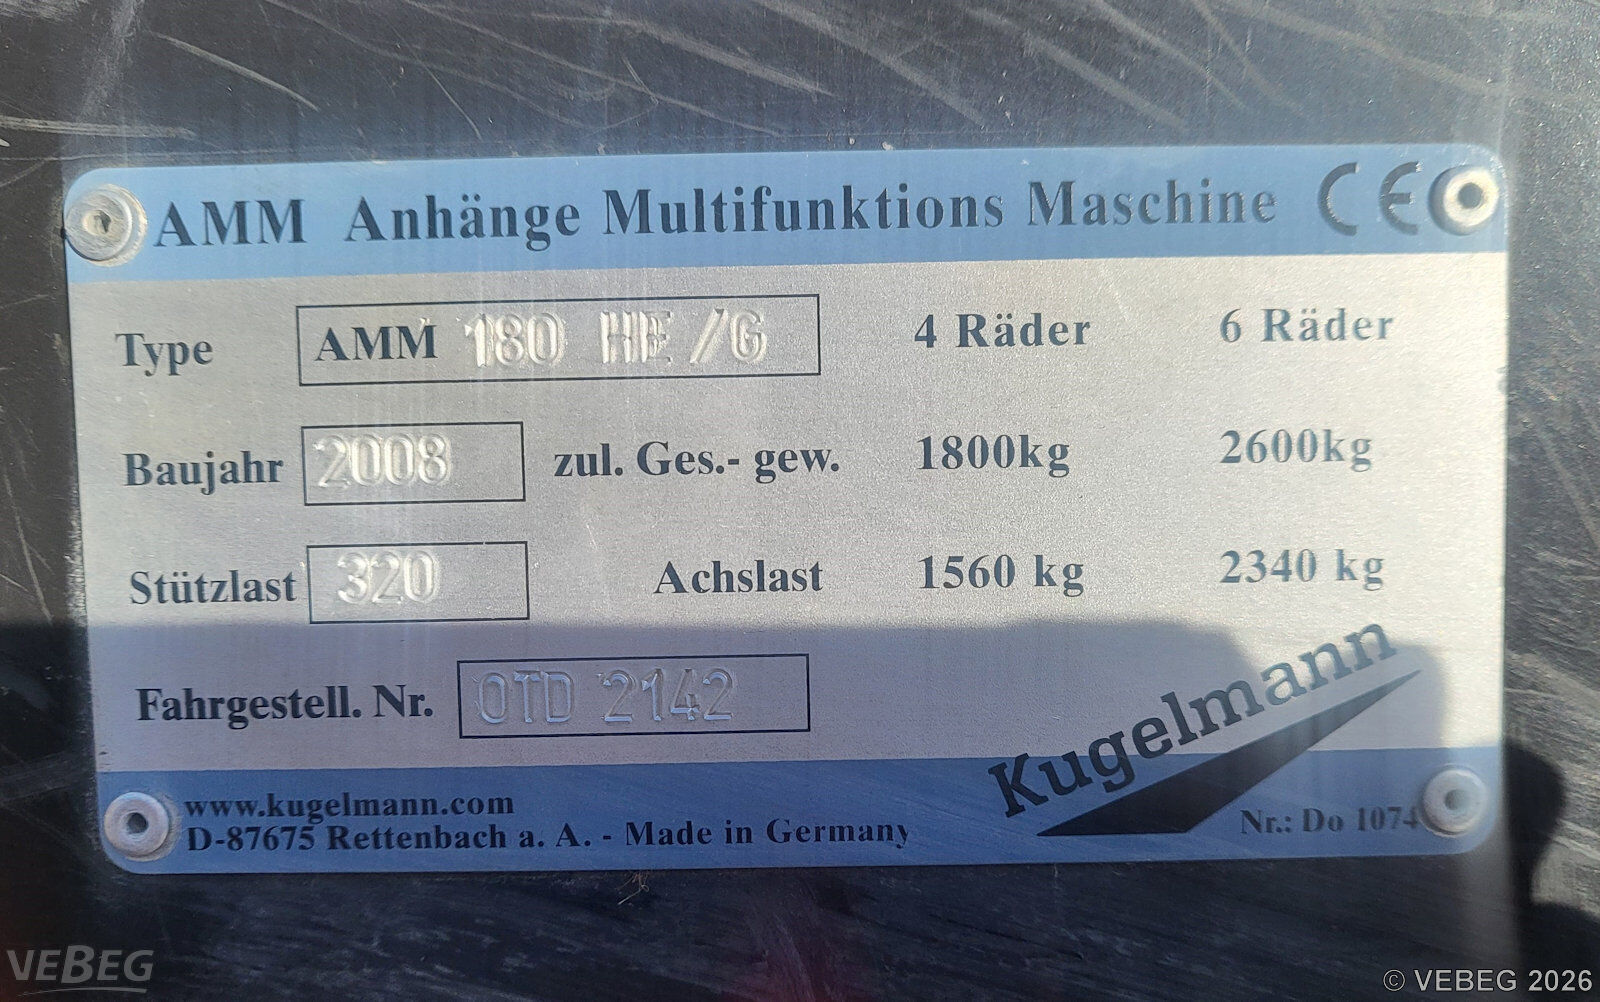 AMM Anhänge Multifunktions Maschine CE
Type AMM 180 HE/G 4 Räder 6 Räder
Baujahr 2008 zul. Ges.- gew. 1800kg 2600kg
Stützlast 320 Achslast 1560 kg 2340 kg
Fahrgestell. Nr. OTD 2142
Kugelmann
www.kugelmann.com
D-87675 Rettenbach a. A. - Made in Germany
Nr.: Do 1074
VEBEG
© VEBEG 2026